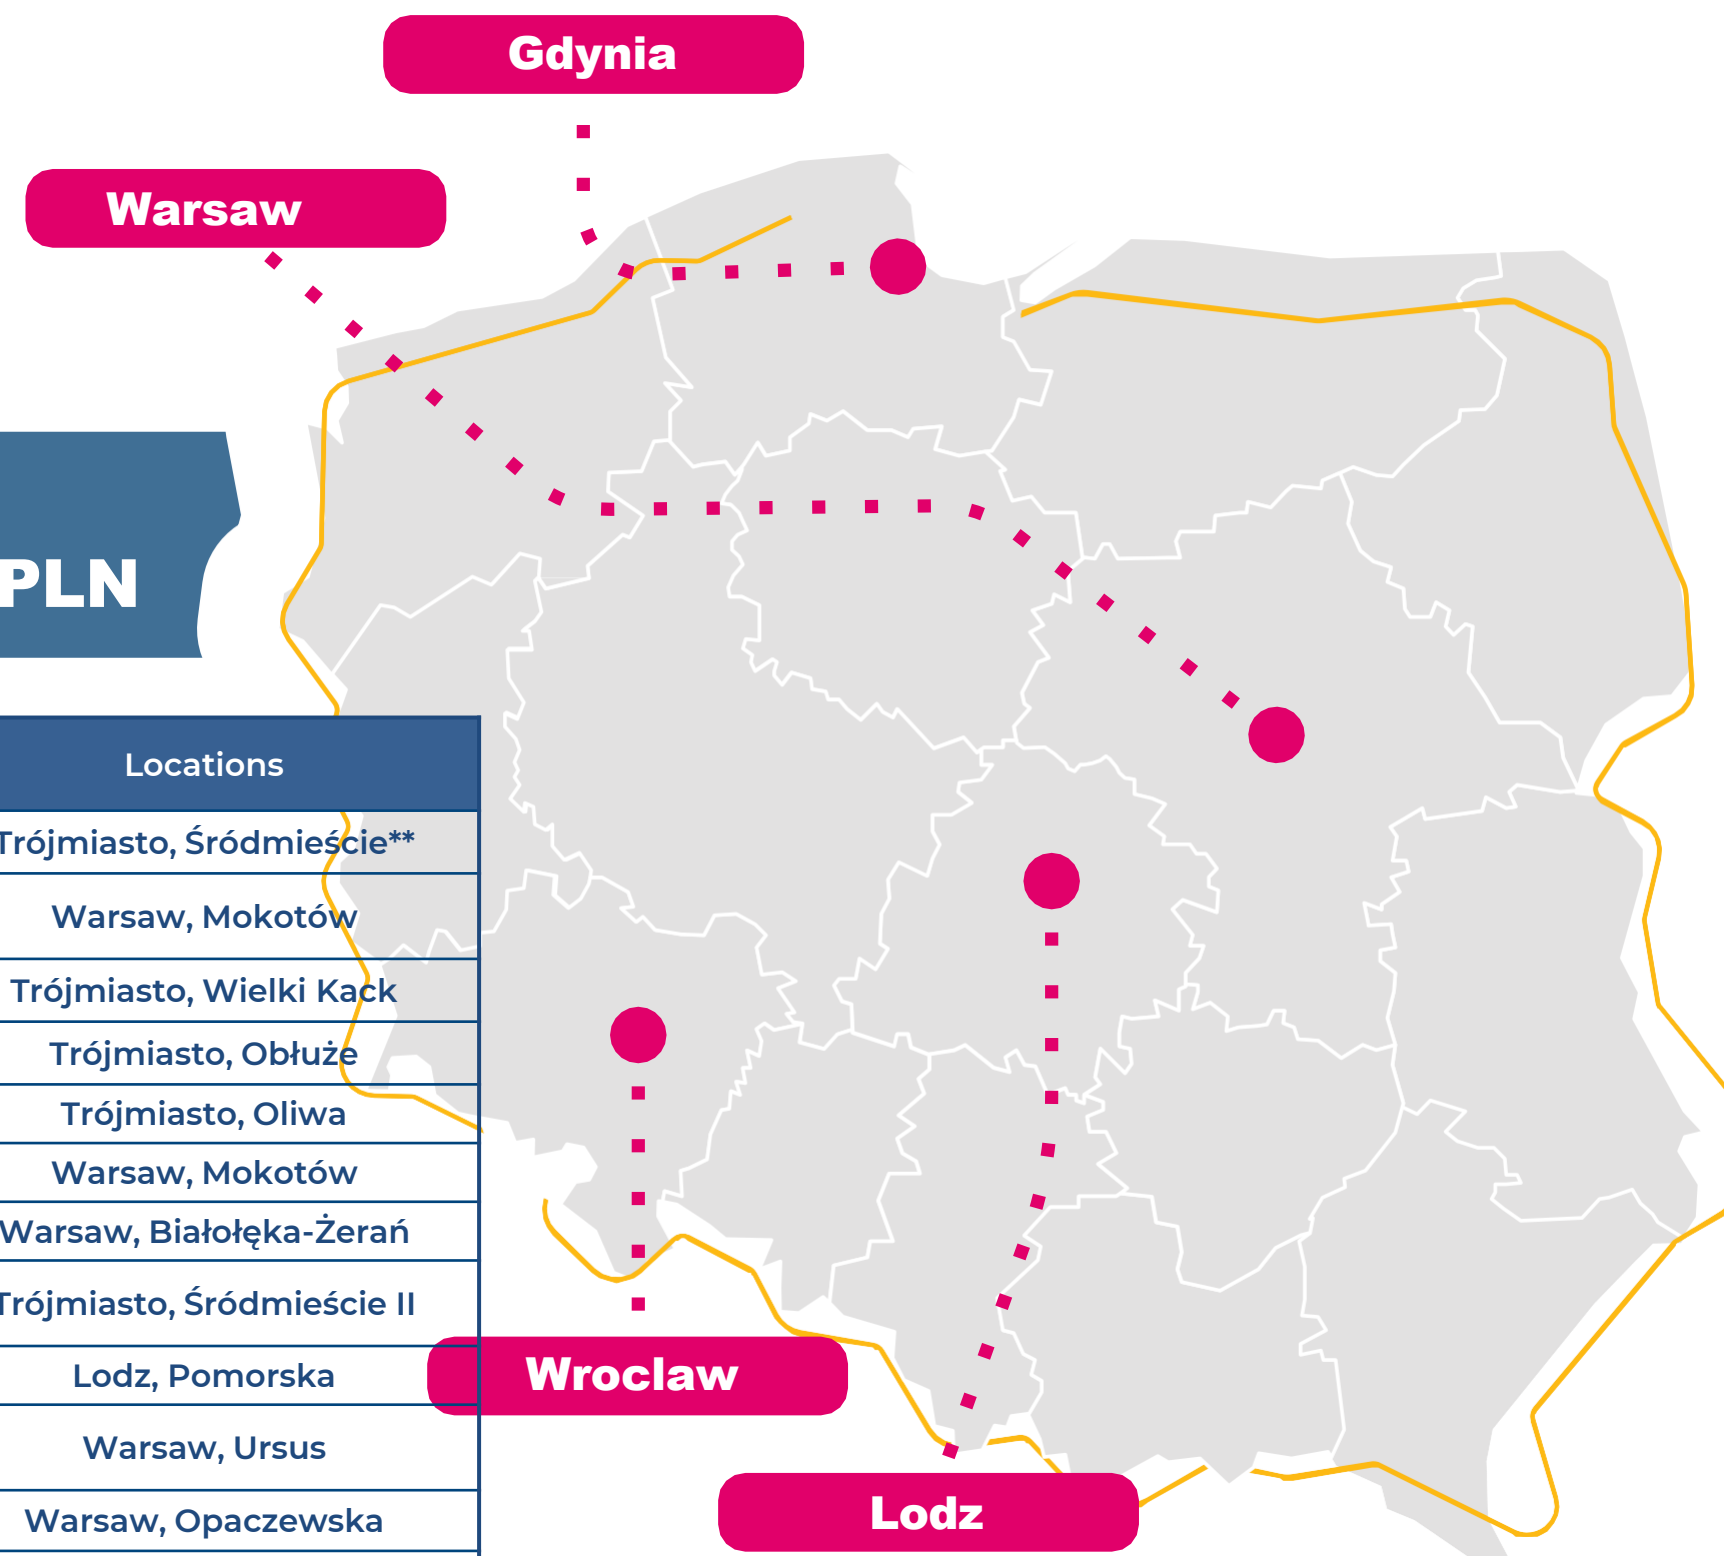 Gdynia
Warsaw
PLN
Locations
Trójmiasto, Śródmieście**
Warsaw, Mokotów
Trójmiasto, Wielki Kack
Trójmiasto, Obłuże
Trójmiasto, Oliwa
Warsaw, Mokotów
Warsaw, Białołęka-Żerań
Trójmiasto, Śródmieście II
Lodz, Pomorska
Wroclaw
Warsaw, Ursus
Lodz
Warsaw, Opaczewska